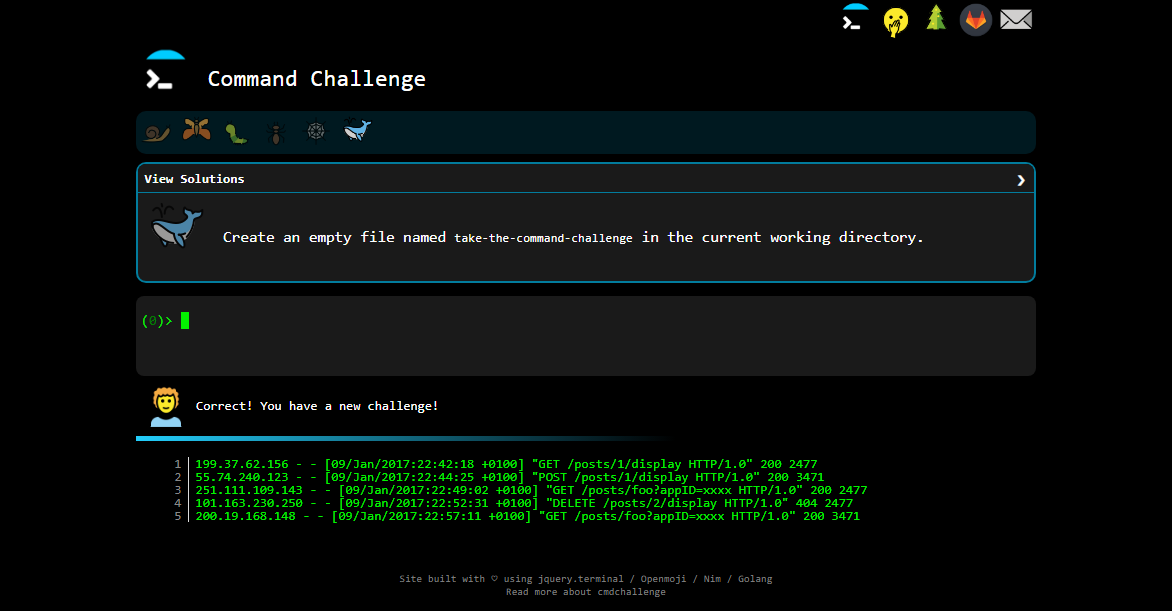 Command Challenge
View Solutions
Create an empty file named take-the-command-challenge in the current working directory.
(0)>
Correct! You have a new challenge!
1 199.37.62.156 - - [09/Jan/2017:22:42:18 +0100] "GET /posts/1/display HTTP/1.0" 200 2477
2 55.74.240.123 - - [09/Jan/2017:22:44:25 +0100] "POST /posts/1/display HTTP/1.0" 200 3471
3 251.111.109.143 - - [09/Jan/2017:22:49:02 +0100] "GET /posts/foo?appID=xxxx HTTP/1.0" 200 2477
4 101.163.230.250 - - [09/Jan/2017:22:52:31 +0100] "DELETE /posts/2/display HTTP/1.0" 404 2477
5 200.19.168.148 - - [09/Jan/2017:22:57:11 +0100] "GET /posts/foo?appID=xxxx HTTP/1.0" 200 3471
Site built with ♡ using jquery.terminal / Openmoji / Nim / Golang
Read more about cmdchallenge